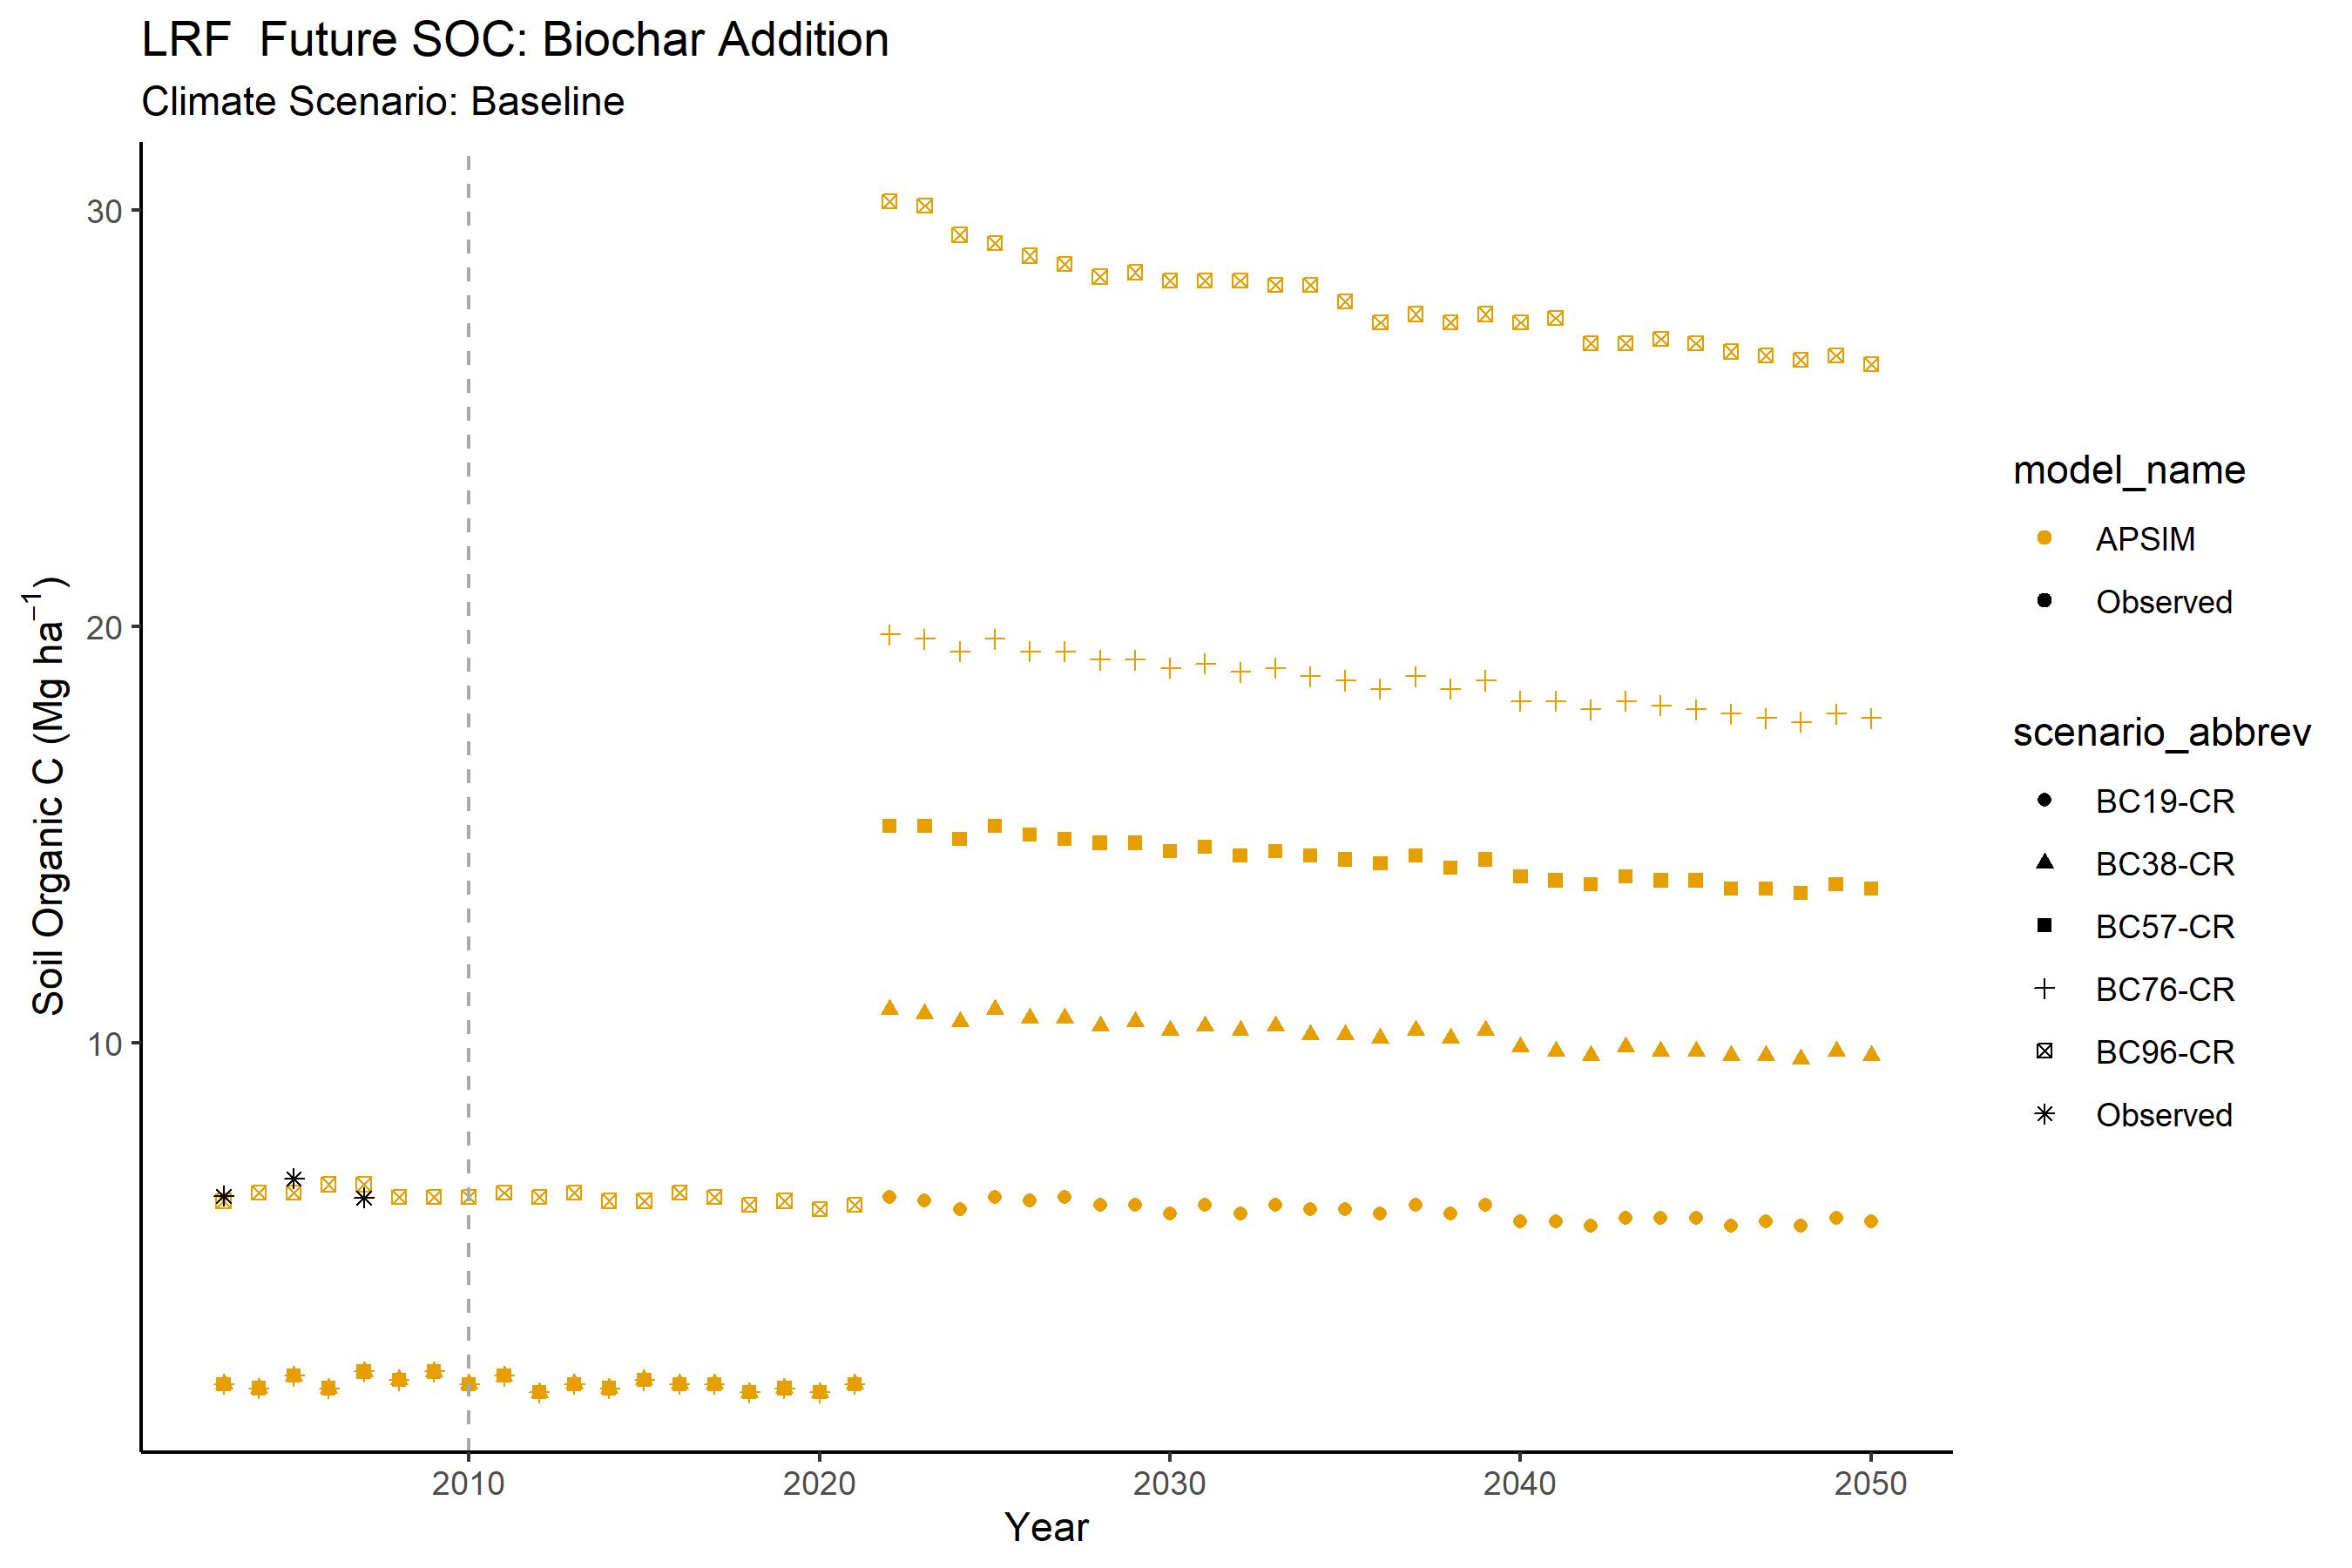 LRF  Future SOC: Biochar Addition
Climate Scenario: Baseline
Soil Organic C (Mg ha⁻¹)
30
20
10
2010
2020
2030
2040
2050
Year
model_name
APSIM
Observed
scenario_abbrev
BC19-CR
BC38-CR
BC57-CR
BC76-CR
BC96-CR
Observed